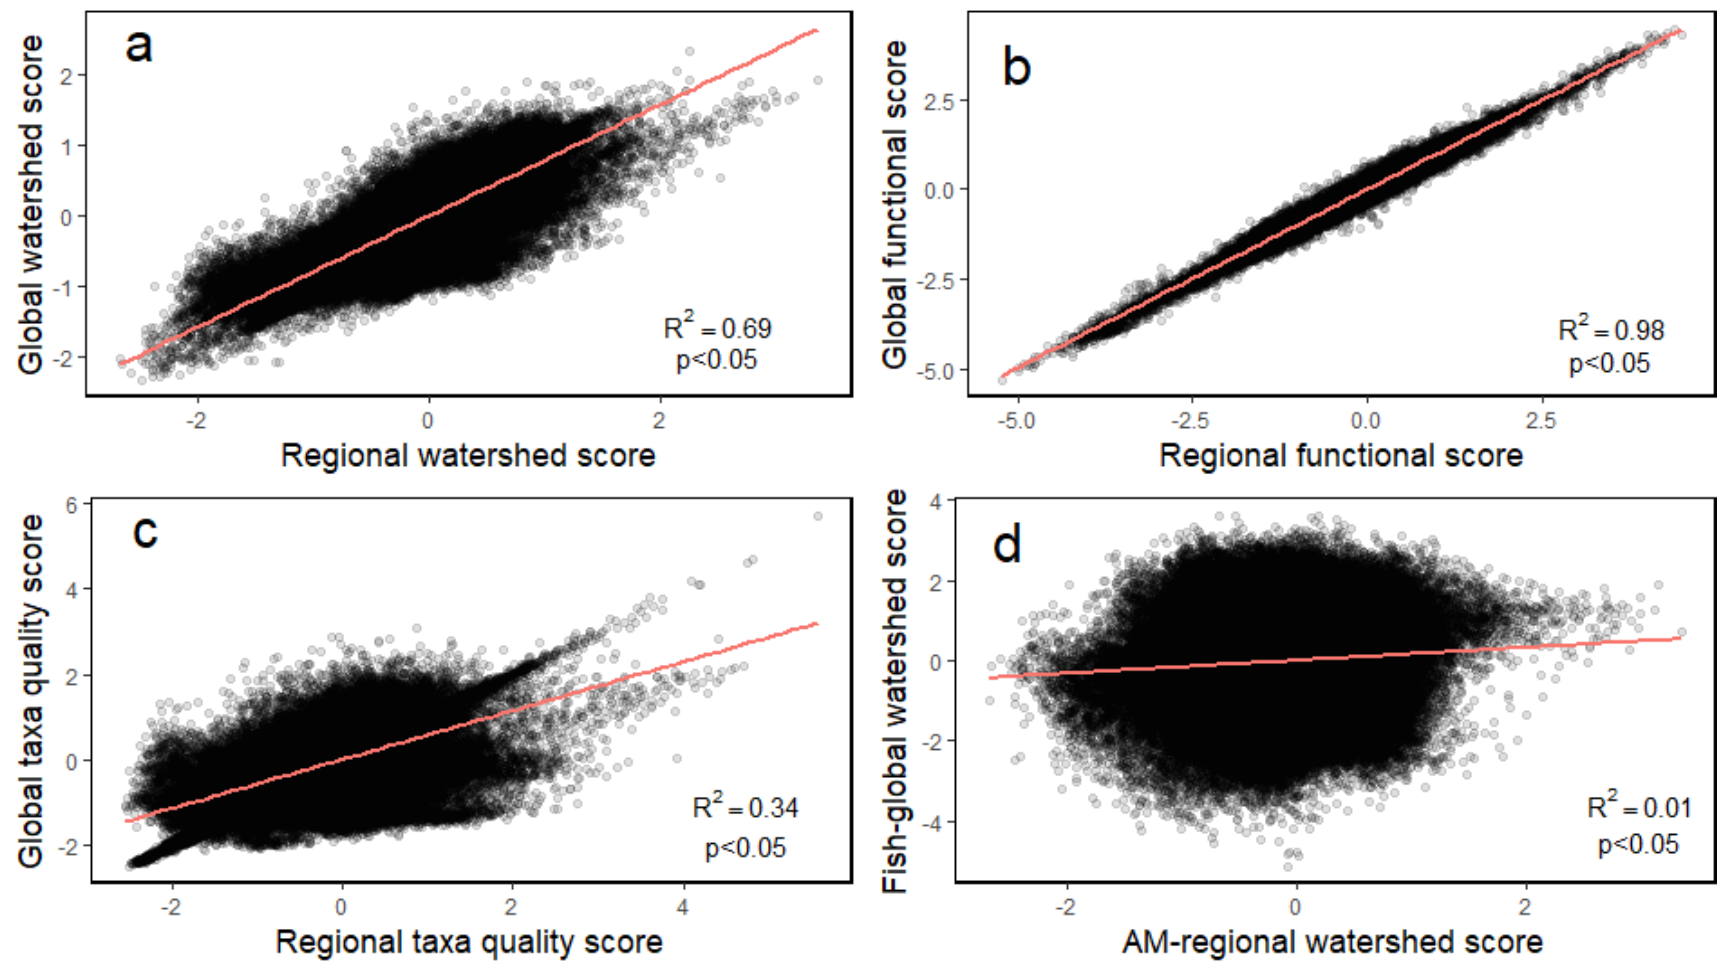 a
Global watershed score
2
1
0
-1
-2
R² = 0.69
p<0.05
-2 0 2
Regional watershed score
b
Global functional score
2.5
0.0
-2.5
-5.0
R² = 0.98
p<0.05
-5.0 -2.5 0.0 2.5
Regional functional score
c
Global taxa quality score
6
4
2
0
-2
R² = 0.34
p<0.05
-2 0 2 4
Regional taxa quality score
d
Fish-global watershed score
4
2
0
-2
-4
R² = 0.01
p<0.05
-2 0 2
AM-regional watershed score